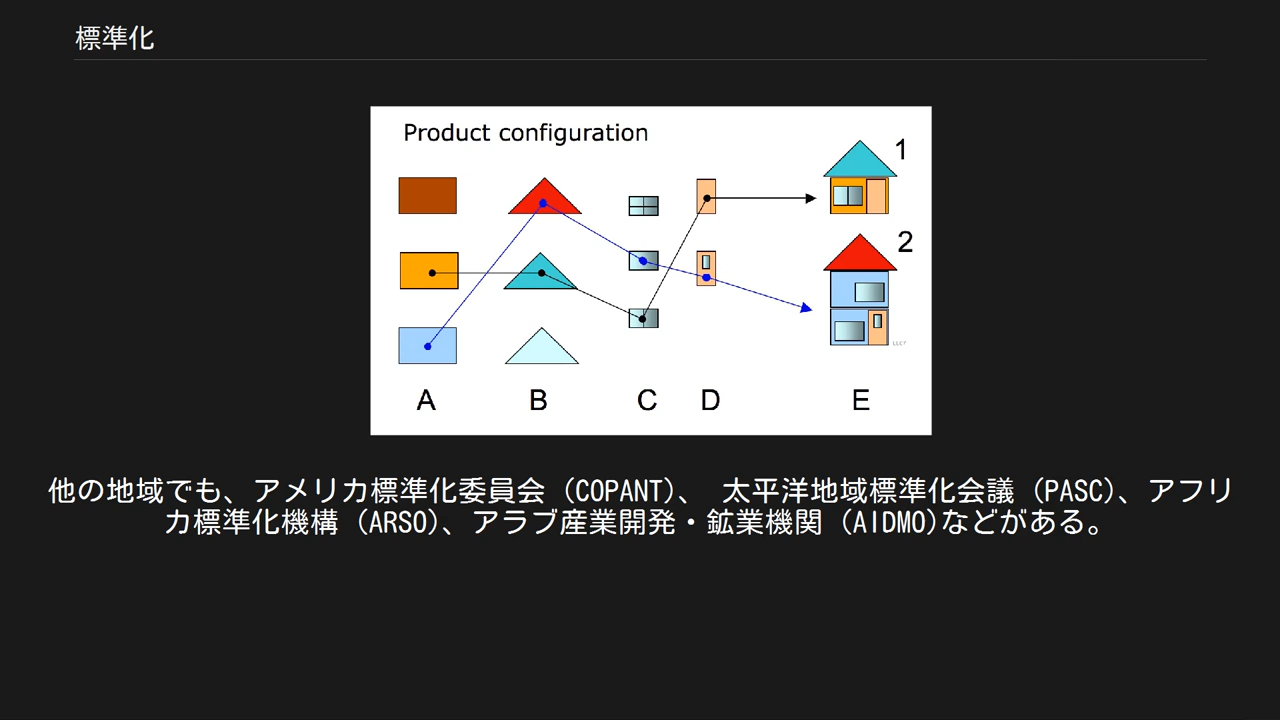 標準化
Product configuration
1
2
A B C D E
他の地域でも、アメリカ標準化委員会 (COPANT)、 太平洋地域標準化会議 (PASC)、アフリ
カ標準化機構 (ARSO)、アラブ産業開発・鉱業機関 (AIDMO)などがある。